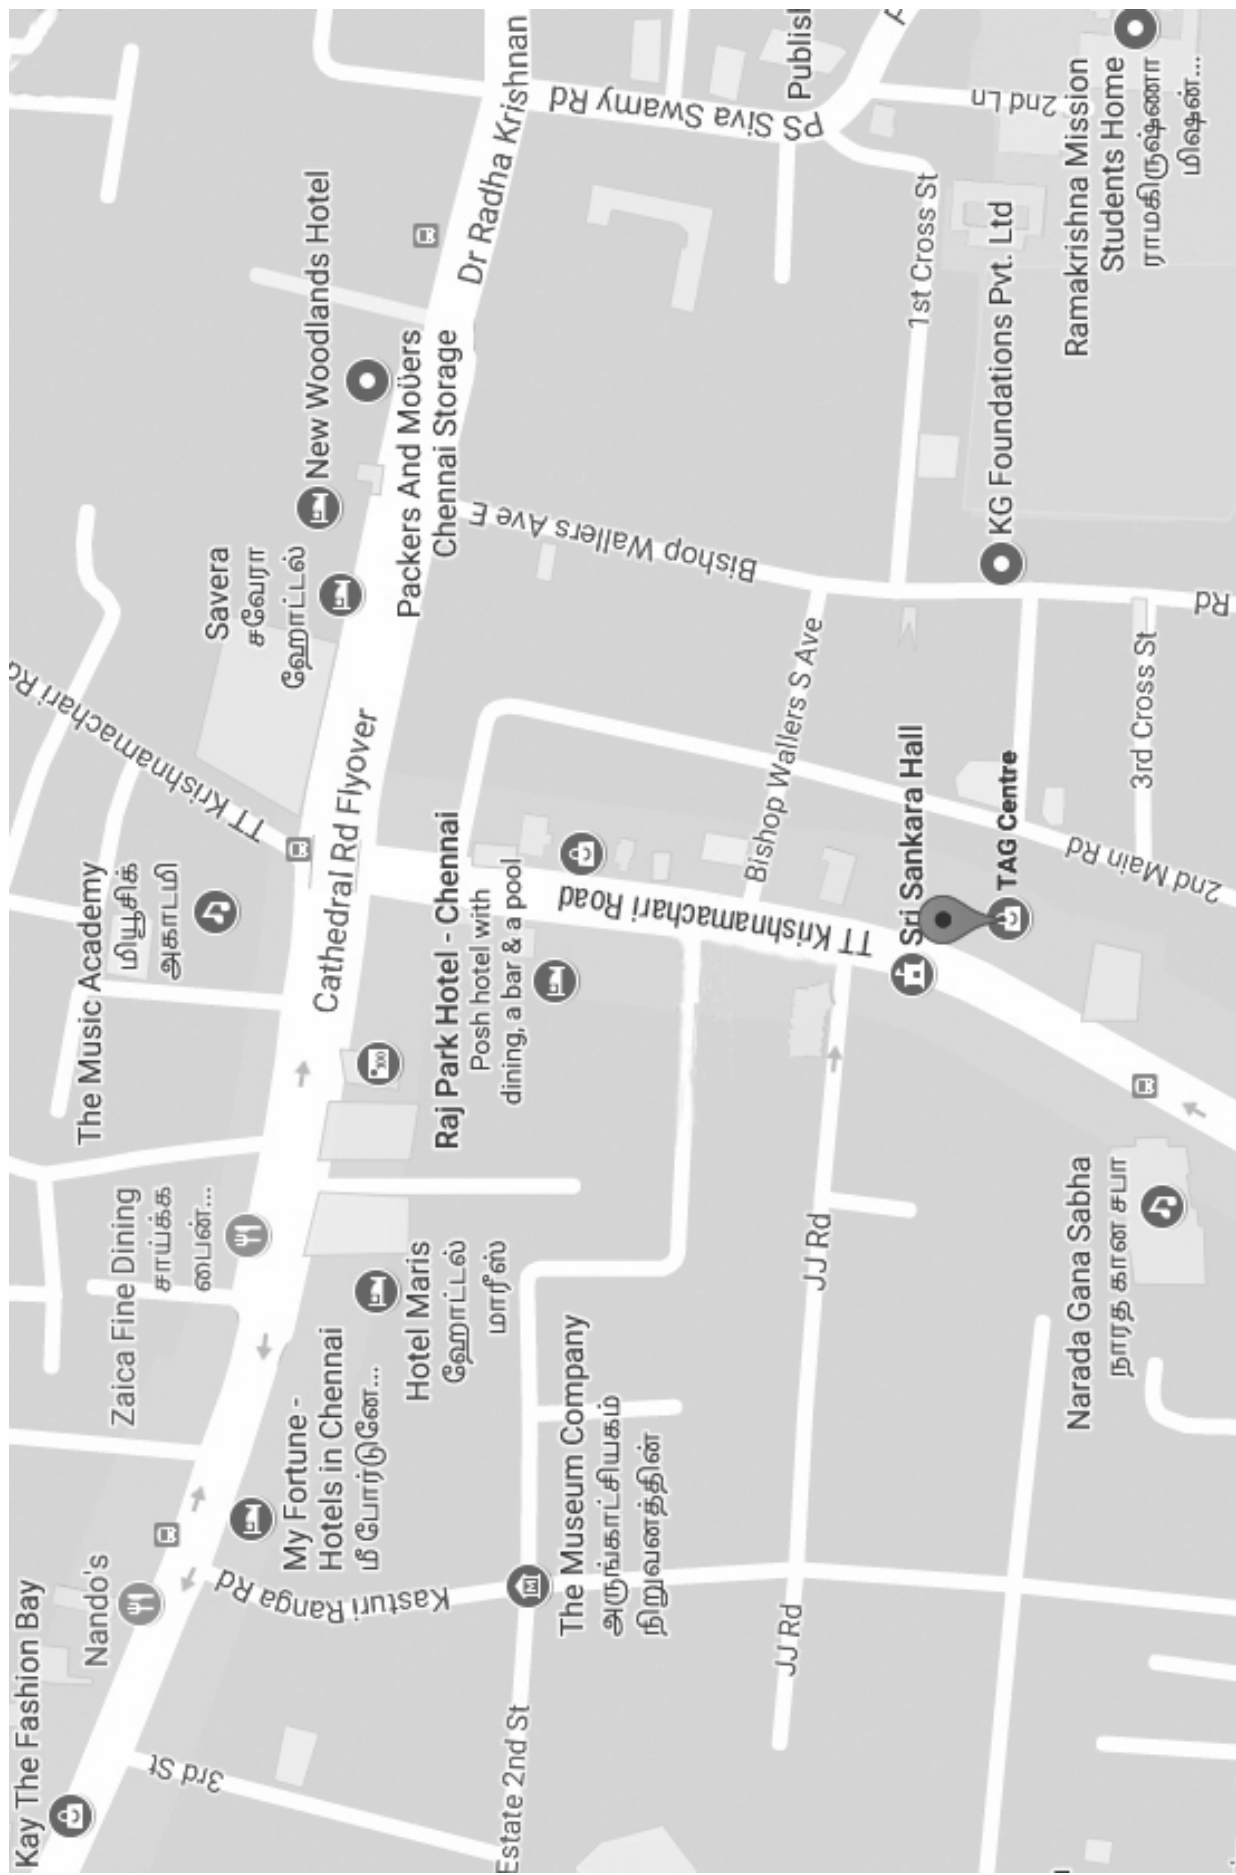 Kay The Fashion Bay
Nando's
My Fortune -
Hotels in Chennai
மீ போர்டுனே...
Zaica Fine Dining
சாய்க்க
பைன்...
Hotel Maris
ஹோட்டல்
மாரீஸ்
The Music Academy
மியூசிக்
அகாடமி
TT Krishnamachari Rd
Cathedral Rd Flyover
Savera
சவேரா
ஹோட்டல்
New Woodlands Hotel
Packers And Movers
Chennai Storage
Dr Radha Krishnan
3rd St
Kasturi Ranga Rd
Estate 2nd St
The Museum Company
அருங்காட்சியகம்
நிறுவனத்தின்
Raj Park Hotel - Chennai
Posh hotel with
dining, a bar & a pool
TT Krishnamachari Road
Bishop Wallers Ave E
Bishop Wallers S Ave
PS Siva Swamy Rd
Publish
JJ Rd
JJ Rd
Sri Sankara Hall
TAG Centre
1st Cross St
2nd Ln
KG Foundations Pvt. Ltd
Ramakrishna Mission
Students Home
ராமகிருஷ்ணா
மிஷன்...
Narada Gana Sabha
நாரத கான சபா
2nd Main Rd
3rd Cross St
Rd